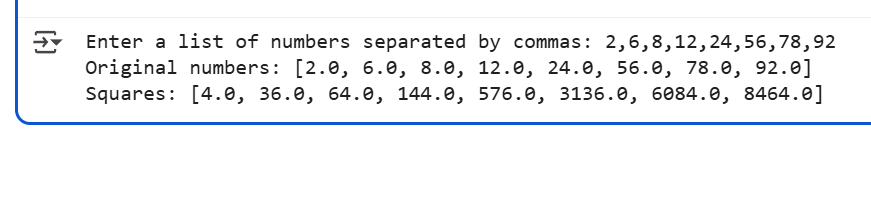 Enter a list of numbers separated by commas: 2,6,8,12,24,56,78,92
Original numbers: [2.0, 6.0, 8.0, 12.0, 24.0, 56.0, 78.0, 92.0]
Squares: [4.0, 36.0, 64.0, 144.0, 576.0, 3136.0, 6084.0, 8464.0]